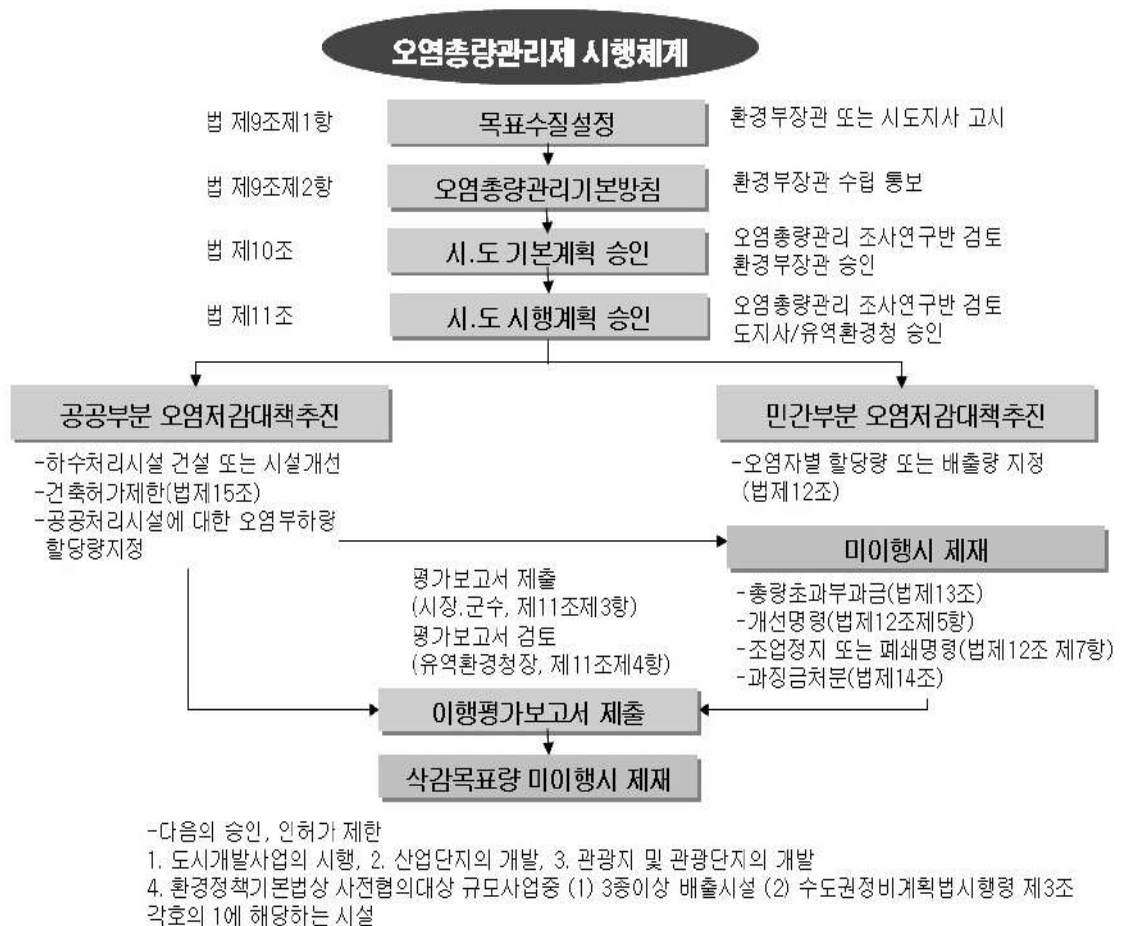 오염총량관리제 시행체계
법 제9조제1항
목표수질설정
환경부장관 또는 시도지사 고시
법 제9조제2항
오염총량관리기본방침
환경부장관 수립 통보
법 제10조
시.도 기본계획 승인
오염총량관리 조사연구반 검토
환경부장관 승인
법 제11조
시.도 시행계획 승인
오염총량관리 조사연구반 검토
도지사/유역환경청 승인
공공부분 오염저감대책추진
-하수처리시설 건설 또는 시설개선
-건축허가제한(법제15조)
-공공처리시설에 대한 오염부하량
할당량지정
민간부분 오염저감대책추진
-오염자별 할당량 또는 배출량 지정
(법제12조)
미이행시 제재
-총량초과부과금(법제13조)
-개선명령(법제12조제5항)
-조업정지 또는 폐쇄명령(법제12조 제7항)
-과징금처분(법제14조)
평가보고서 제출
(시장.군수, 제11조제3항)
평가보고서 검토
(유역환경청장, 제11조제4항)
이행평가보고서 제출
삭감목표량 미이행시 제재
-다음의 승인, 인허가 제한
1. 도시개발사업의 시행, 2. 산업단지의 개발, 3. 관광지 및 관광단지의 개발
4. 환경정책기본법상 사전협의대상 규모사업중 (1) 3종이상 배출시설 (2) 수도권정비계획법시행령 제3조
각호의 1에 해당하는 시설